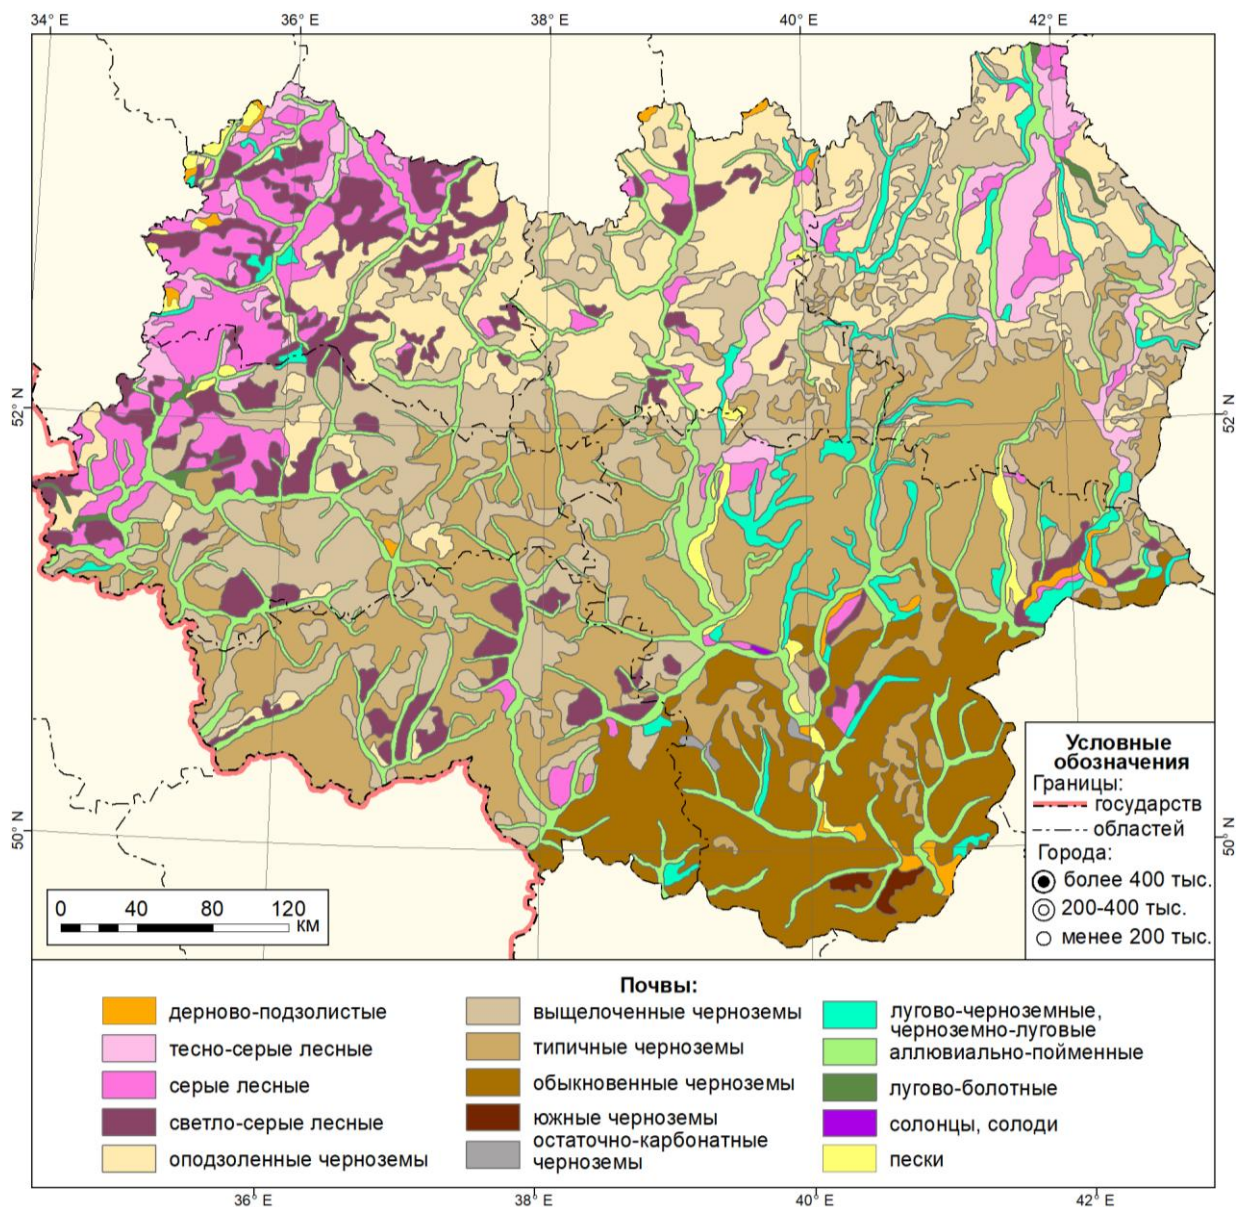 34° E
36° E
38° E
40° E
42° E
52° N
52° N
50° N
50° N
Условные
обозначения
Границы:
государств
областей
Города:
более 400 тыс.
200-400 тыс.
менее 200 тыс.
0 40 80 120
км
Почвы:
дерново-подзолистые
тесно-серые лесные
серые лесные
светло-серые лесные
оподзоленные черноземы
выщелоченные черноземы
типичные черноземы
обыкновенные черноземы
южные черноземы
остаточно-карбонатные
черноземы
лугово-черноземные,
черноземно-луговые
аллювиально-пойменные
лугово-болотные
солонцы, солоди
пески
36° E
38° E
40° E
42° E